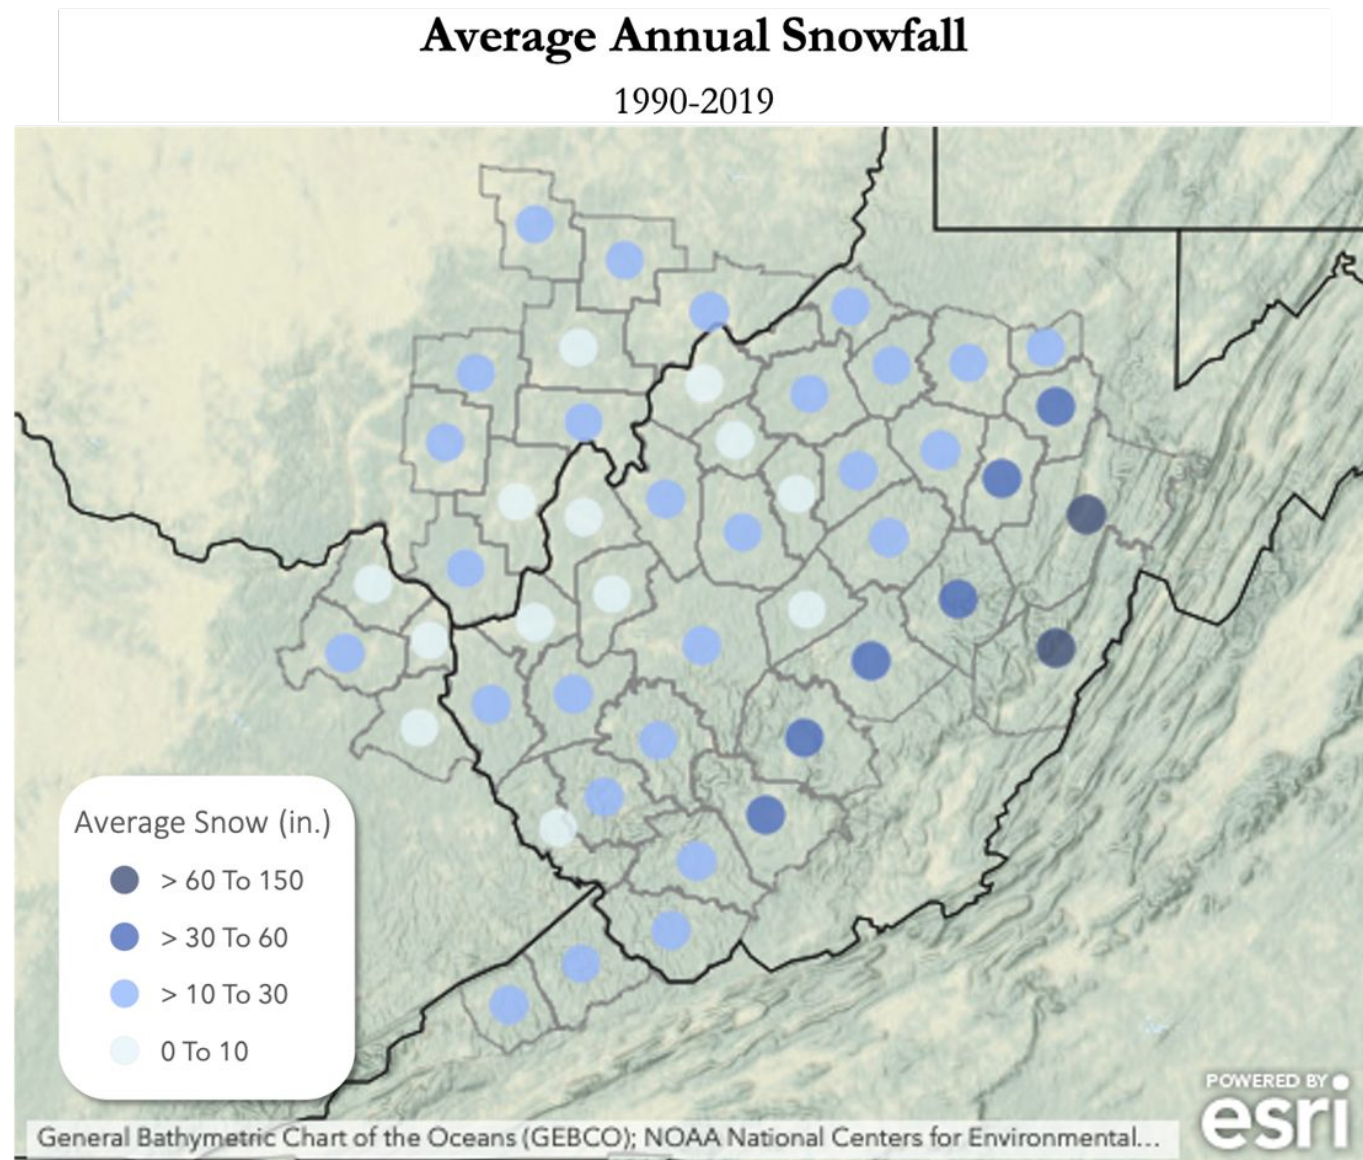 Average Annual Snowfall
1990-2019
Average Snow (in.)
> 60 To 150
> 30 To 60
> 10 To 30
0 To 10
POWERED BY
esri
General Bathymetric Chart of the Oceans (GEBCO); NOAA National Centers for Environmental...